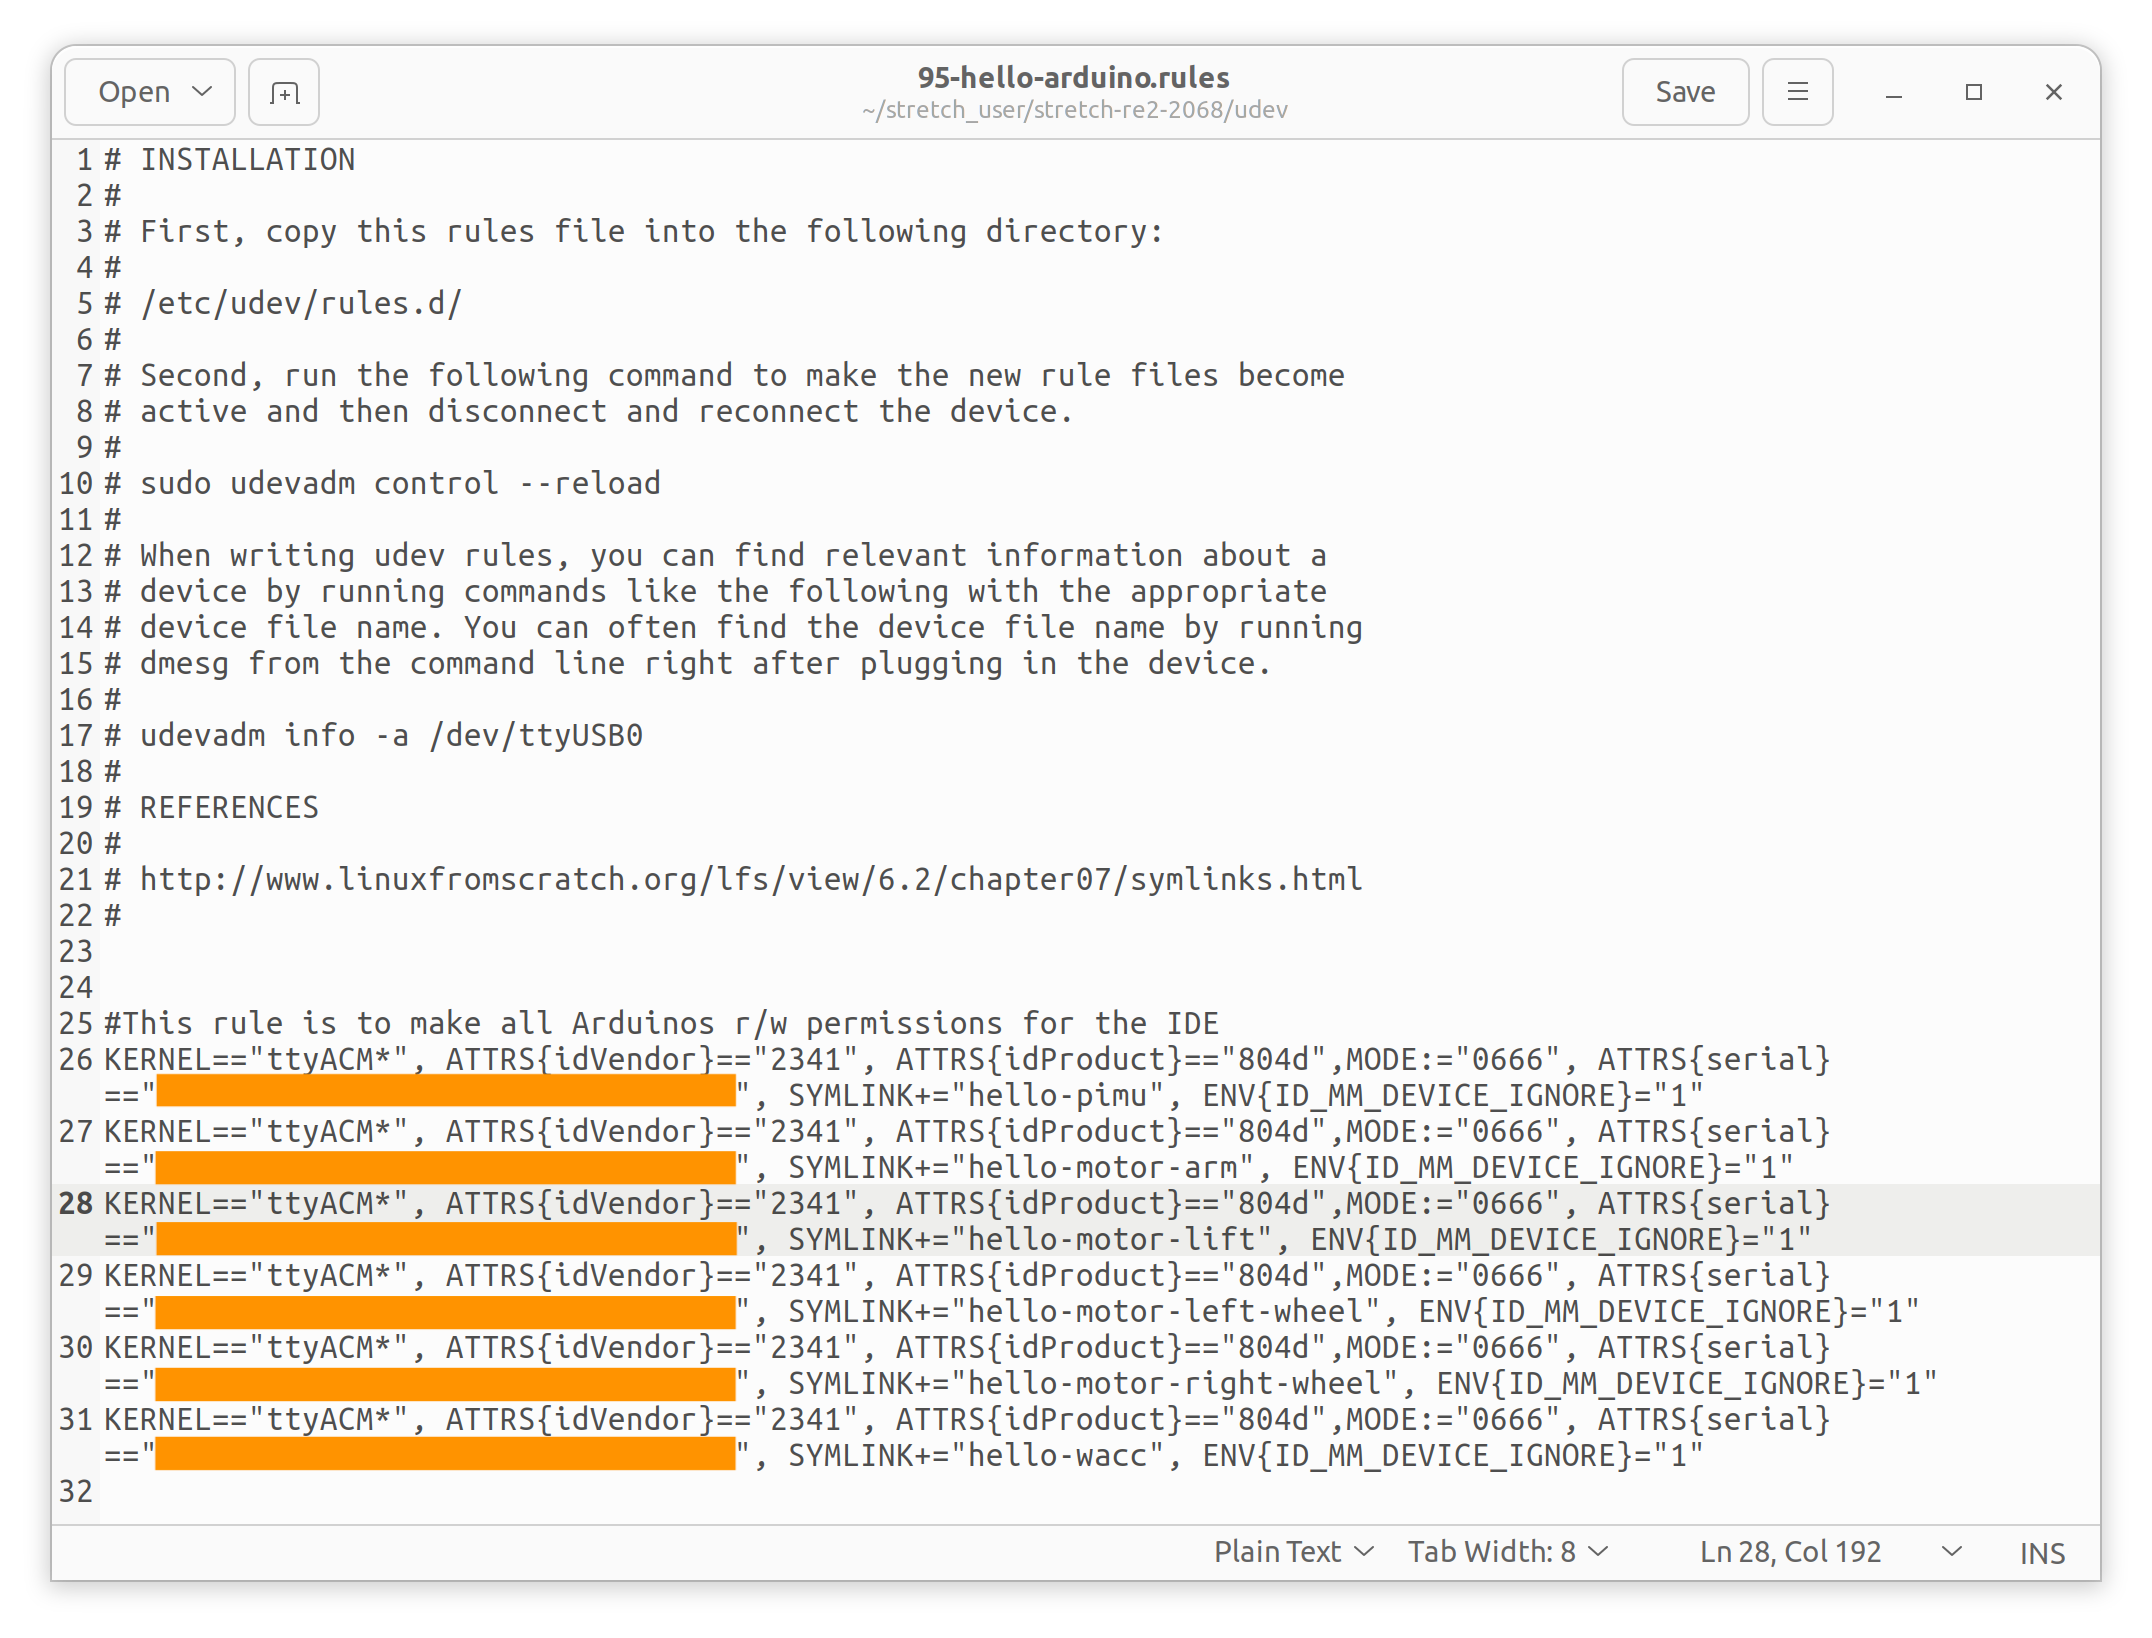 Open
95-hello-arduino.rules
~/stretch_user/stretch-re2-2068/udev
Save
1 # INSTALLATION
2 #
3 # First, copy this rules file into the following directory:
4 #
5 # /etc/udev/rules.d/
6 #
7 # Second, run the following command to make the new rule files become
8 # active and then disconnect and reconnect the device.
9 #
10 # sudo udevadm control --reload
11 #
12 # When writing udev rules, you can find relevant information about a
13 # device by running commands like the following with the appropriate
14 # device file name. You can often find the device file name by running
15 # dmesg from the command line right after plugging in the device.
16 #
17 # udevadm info -a /dev/ttyUSB0
18 #
19 # REFERENCES
20 #
21 # http://www.linuxfromscratch.org/lfs/view/6.2/chapter07/symlinks.html
22 #
23
24
25 #This rule is to make all Arduinos r/w permissions for the IDE
26 KERNEL=="ttyACM*", ATTRS{idVendor}=="2341", ATTRS{idProduct}=="804d",MODE:="0666", ATTRS{serial}
=="", SYMLINK+="hello-pimu", ENV{ID_MM_DEVICE_IGNORE}="1"
27 KERNEL=="ttyACM*", ATTRS{idVendor}=="2341", ATTRS{idProduct}=="804d",MODE:="0666", ATTRS{serial}
=="", SYMLINK+="hello-motor-arm", ENV{ID_MM_DEVICE_IGNORE}="1"
28 KERNEL=="ttyACM*", ATTRS{idVendor}=="2341", ATTRS{idProduct}=="804d",MODE:="0666", ATTRS{serial}
=="", SYMLINK+="hello-motor-lift", ENV{ID_MM_DEVICE_IGNORE}="1"
29 KERNEL=="ttyACM*", ATTRS{idVendor}=="2341", ATTRS{idProduct}=="804d",MODE:="0666", ATTRS{serial}
=="", SYMLINK+="hello-motor-left-wheel", ENV{ID_MM_DEVICE_IGNORE}="1"
30 KERNEL=="ttyACM*", ATTRS{idVendor}=="2341", ATTRS{idProduct}=="804d",MODE:="0666", ATTRS{serial}
=="", SYMLINK+="hello-motor-right-wheel", ENV{ID_MM_DEVICE_IGNORE}="1"
31 KERNEL=="ttyACM*", ATTRS{idVendor}=="2341", ATTRS{idProduct}=="804d",MODE:="0666", ATTRS{serial}
=="", SYMLINK+="hello-wacc", ENV{ID_MM_DEVICE_IGNORE}="1"
32
Plain Text Tab Width: 8 Ln 28, Col 192 INS